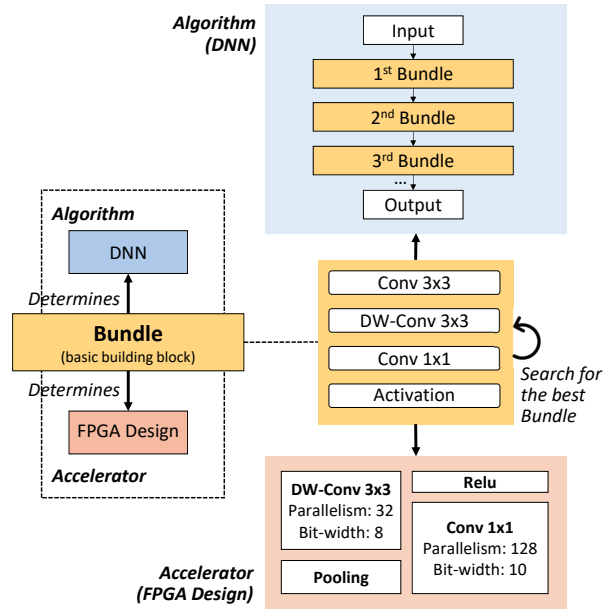 Algorithm
(DNN)
Input
1st Bundle
2nd Bundle
3rd Bundle
...
Output
Algorithm
DNN
Determines
Bundle
(basic building block)
Determines
FPGA Design
Accelerator
Conv 3x3
DW-Conv 3x3
Conv 1x1
Activation
Search for
the best
Bundle
DW-Conv 3x3
Parallelism: 32
Bit-width: 8
Pooling
Relu
Conv 1x1
Parallelism: 128
Bit-width: 10
Accelerator
(FPGA Design)